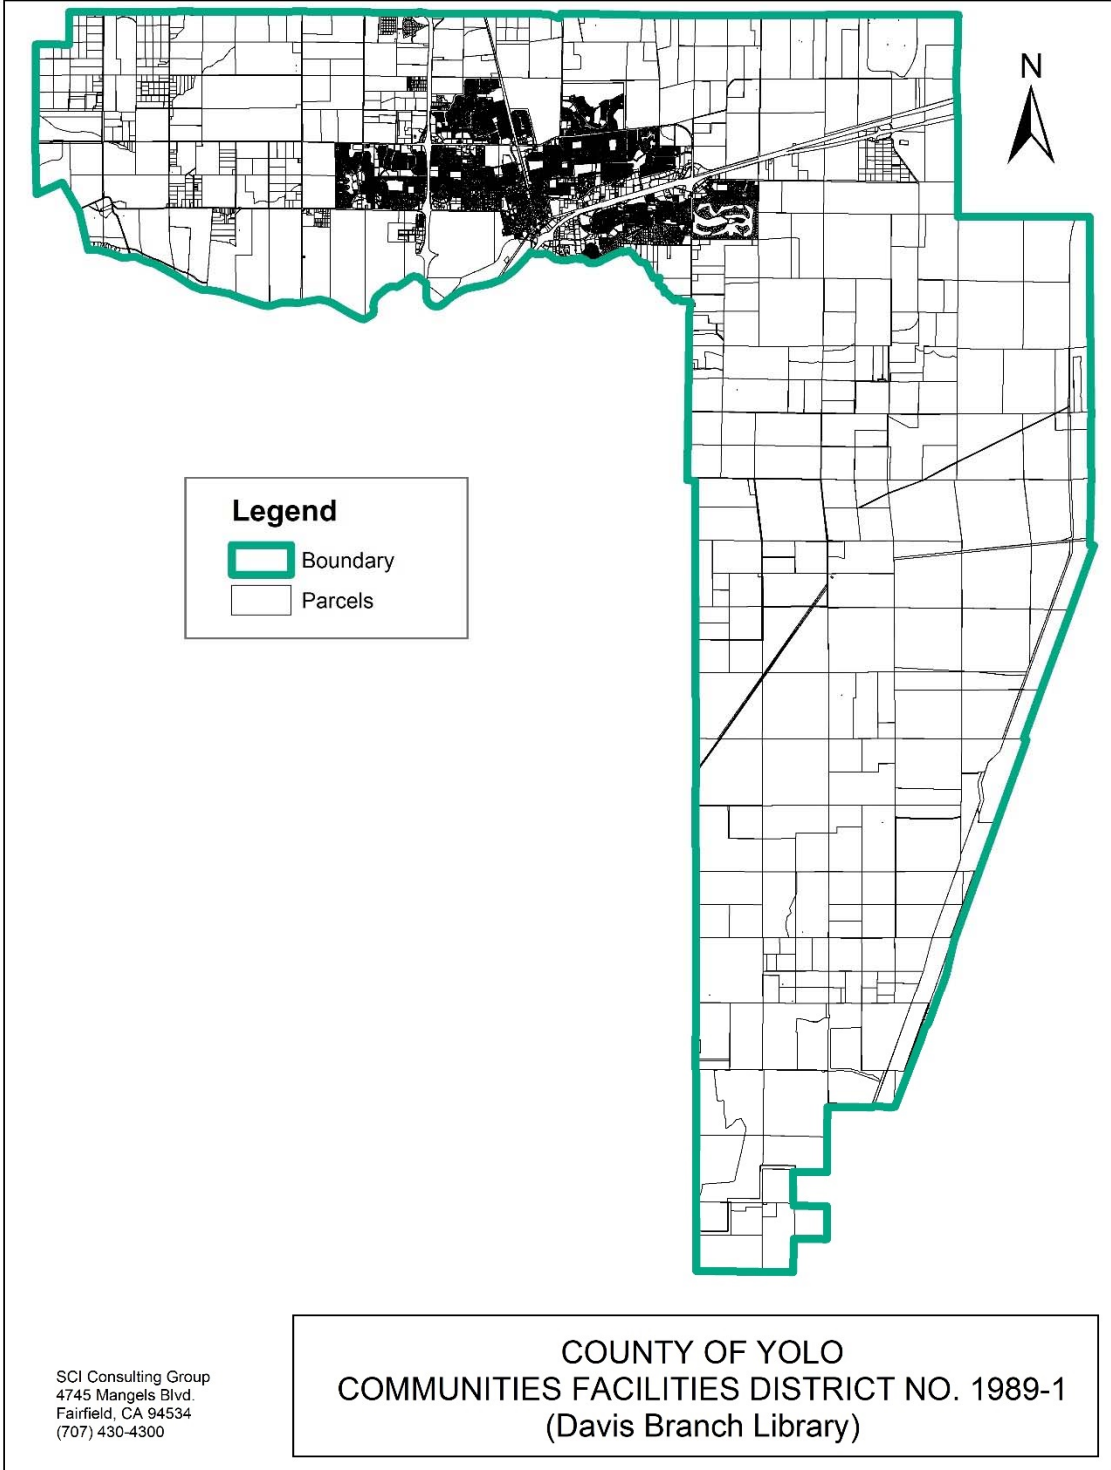 N
Legend
Boundary
Parcels
SCI Consulting Group
4745 Mangels Blvd.
Fairfield, CA 94534
(707) 430-4300
COUNTY OF YOLO
COMMUNITIES FACILITIES DISTRICT NO. 1989-1
(Davis Branch Library)